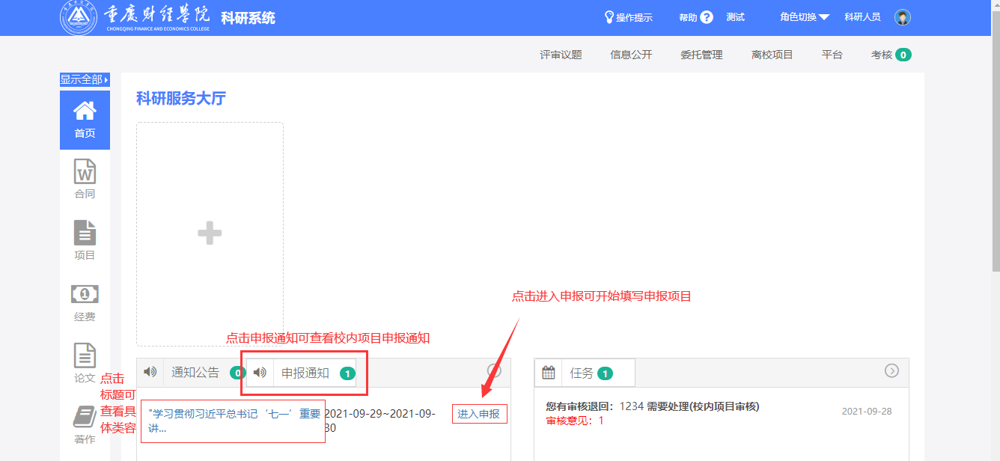 重庆财经学院
CHONGQING FINANCE AND ECONOMICS COLLEGE
科研系统
操作提示
帮助 ?
测试
角色切换
科研人员
评审议题
信息公开
委托管理
离校项目
平台
考核 0
显示全部
首页
合同
项目
经费
论文
著作
科研服务大厅
点击进入申报可开始填写申报项目
点击申报通知可查看校内项目申报通知
通知公告 0
申报通知 1
点击
标题可
查看具
体类容
"学习贯彻习近平总书记‘七一’重要
讲...
2021-09-29~2021-09-
30
进入申报
任务 1
您有审核退回：1234 需要处理(校内项目审核)
审核意见：1
2021-09-28